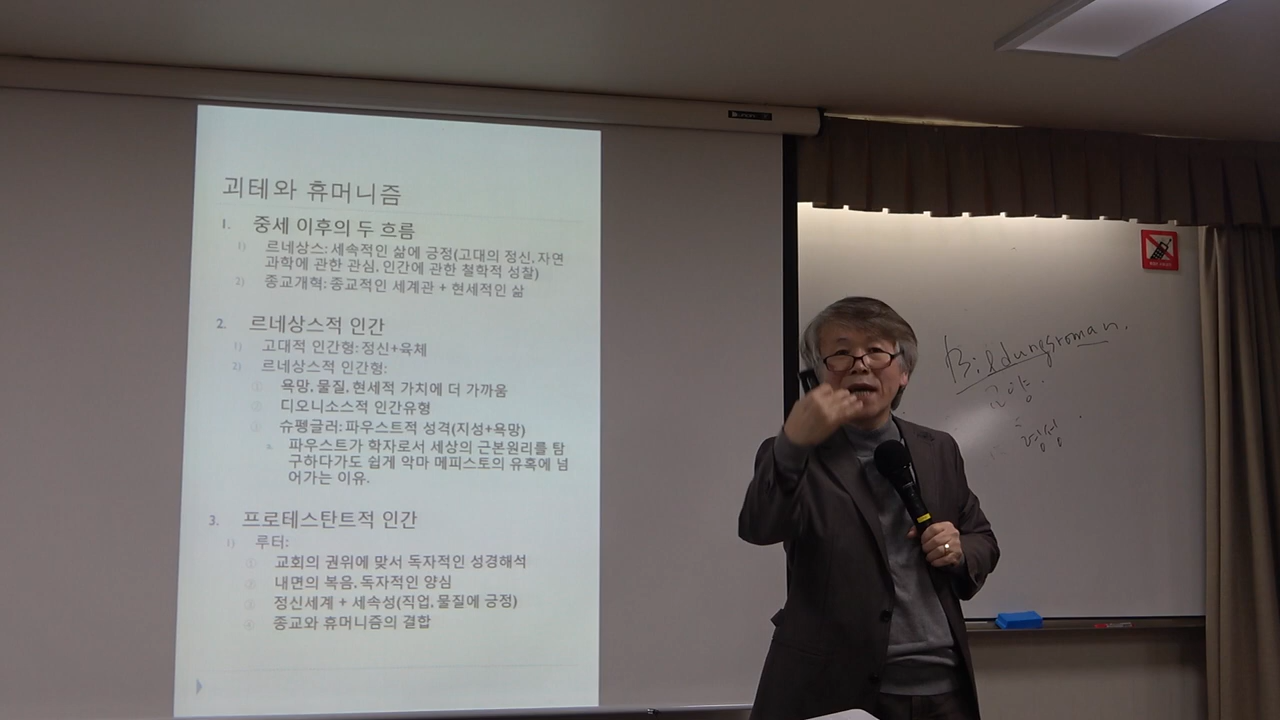 괴테와 휴머니즘
1. 중세 이후의 두 흐름
1) 르네상스: 세속적인 삶에 긍정(고대의 정신, 자연
과학에 관한 관심, 인간에 관한 철학적 성찰)
2) 종교개혁: 종교적인 세계관 + 현세적인 삶
2. 르네상스적 인간
1) 고대적 인간형: 정신+육체
2) 르네상스적 인간형:
① 욕망, 물질, 현세적 가치에 더 가까움
② 디오니소스적 인간유형
③ 슈펭글러: 파우스트적 성격(지성+욕망)
a. 파우스트가 학자로서 세상의 근본원리를 탐
구하다가도 쉽게 악마 메피스토의 유혹에 넘
어가는 이유.
3. 프로테스탄트적 인간
1) 루터:
① 교회의 권위에 맞서 독자적인 성경해석
② 내면의 복음, 독자적인 양심
③ 정신세계 + 세속성(직업, 물질에 긍정)
④ 종교와 휴머니즘의 결합
Bildungsroman.
교양.
형성